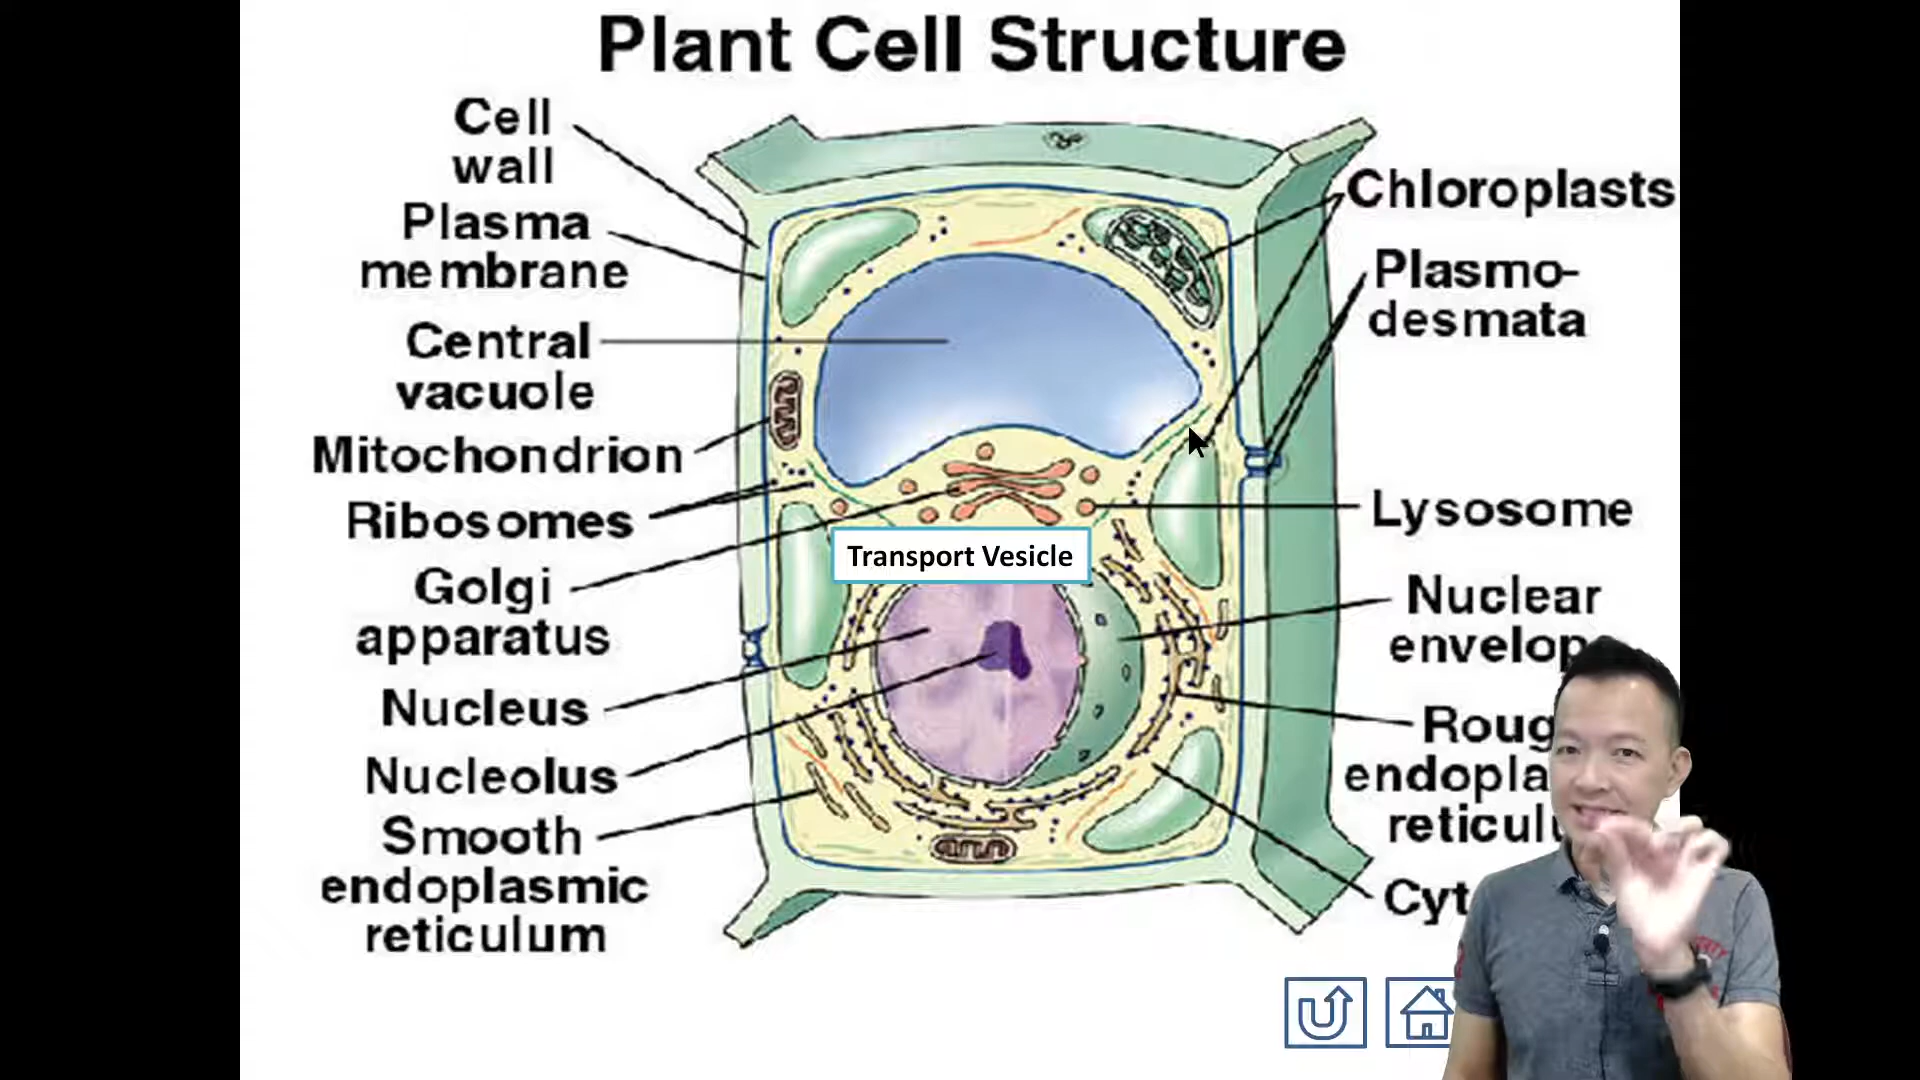 Plant Cell Structure
Cell
wall
Plasma
membrane
Central
vacuole
Mitochondrion
Ribosomes
Golgi
apparatus
Nucleus
Nucleolus
Smooth
endoplasmic
reticulum
Transport Vesicle
Chloroplasts
Plasmo-
desmata
Lysosome
Nuclear
envelop
Roug
endopla
reticul
Cyt